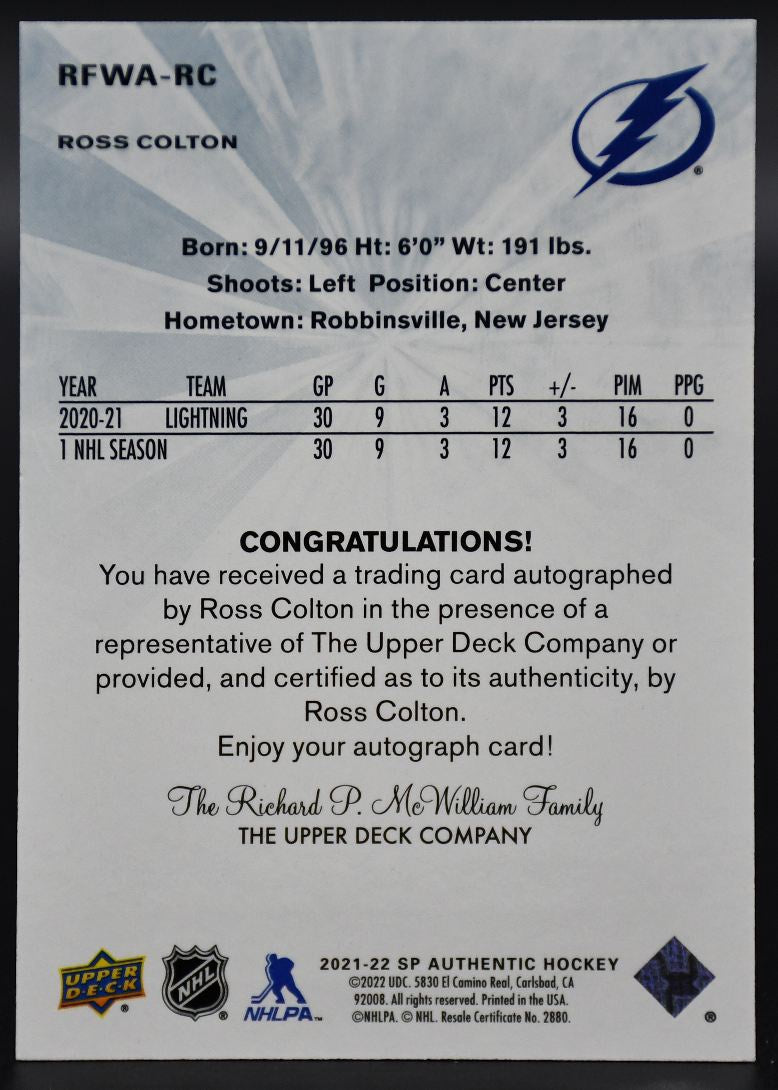 RFWA-RC
ROSS COLTON
®
Born: 9/11/96 Ht: 6'0” Wt: 191 lbs.
Shoots: Left Position: Center
Hometown: Robbinsville, New Jersey
YEAR TEAM GP G A PTS +/- PIM PPG
2020-21 LIGHTNING 30 9 3 12 3 16 0
1 NHL SEASON 30 9 3 12 3 16 0
CONGRATULATIONS!
You have received a trading card autographed
by Ross Colton in the presence of a
representative of The Upper Deck Company or
provided, and certified as to its authenticity, by
Ross Colton.
Enjoy your autograph card!
The Richard P. McWilliam Family
THE UPPER DECK COMPANY
UPPER
D·E·C·K ®
NHL ®
NHLPA™
2021-22 SP AUTHENTIC HOCKEY
©2022 UDC. 5830 El Camino Real, Carlsbad, CA
92008. All rights reserved. Printed in the USA.
©NHLPA. © NHL. Resale Certificate No. 2880.
®